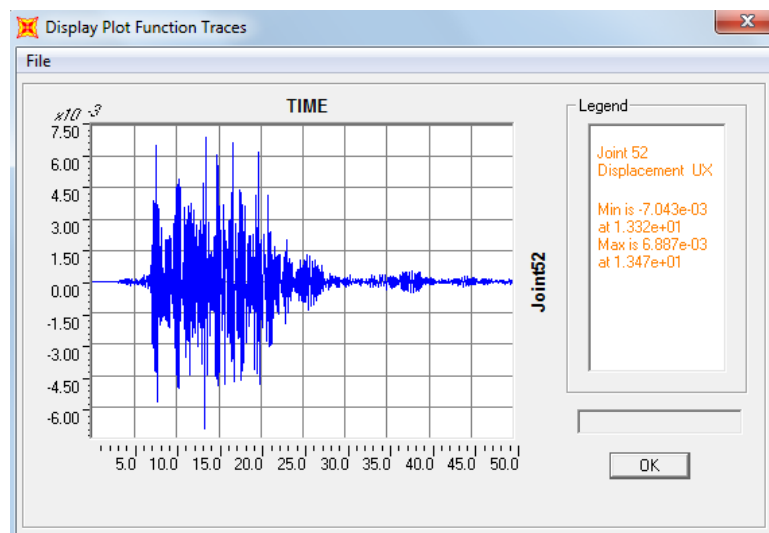 Display Plot Function Traces
x
File
x10 -3
TIME
7.50
6.00
4.50
3.00
1.50
0.00
-1.50
-3.00
-4.50
-6.00
5.0 10.0 15.0 20.0 25.0 30.0 35.0 40.0 45.0 50.0
Joint52
Legend
Joint 52
Displacement UX
Min is -7.043e-03
at 1.332e+01
Max is 6.887e-03
at 1.347e+01
OK